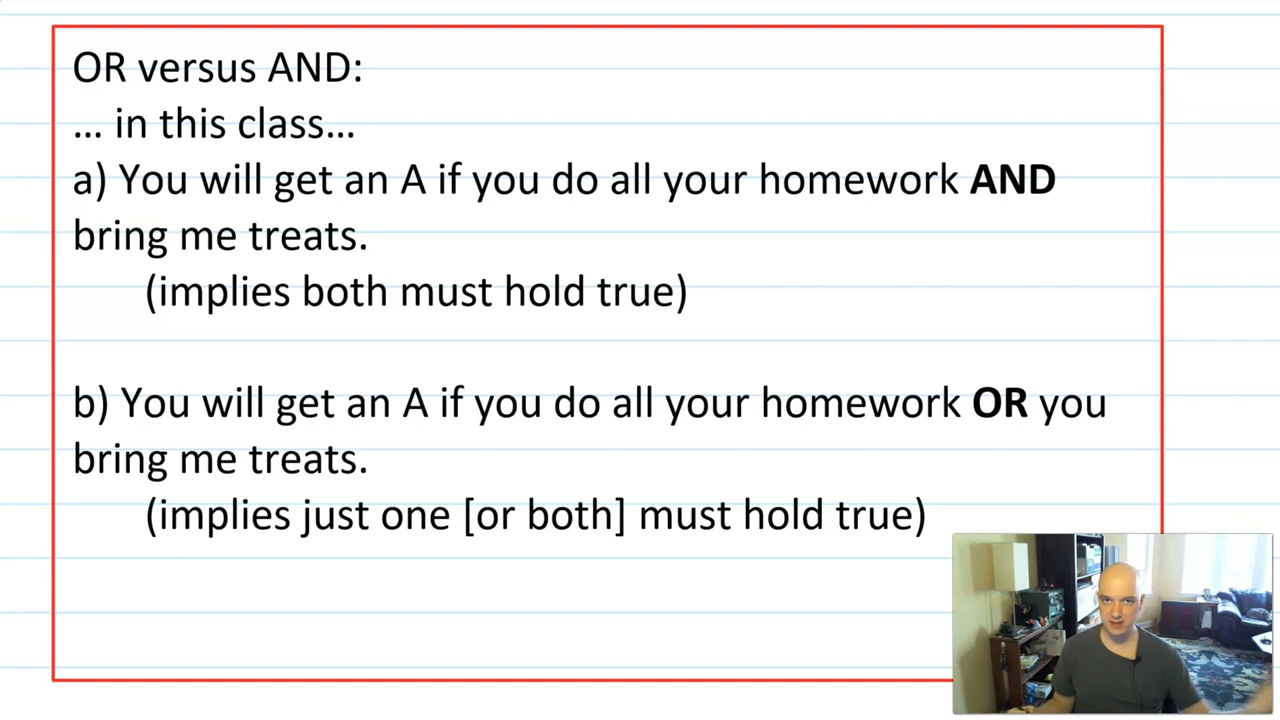 OR versus AND:
... in this class...
a) You will get an A if you do all your homework AND
bring me treats.
(implies both must hold true)
b) You will get an A if you do all your homework OR you
bring me treats.
(implies just one [or both] must hold true)